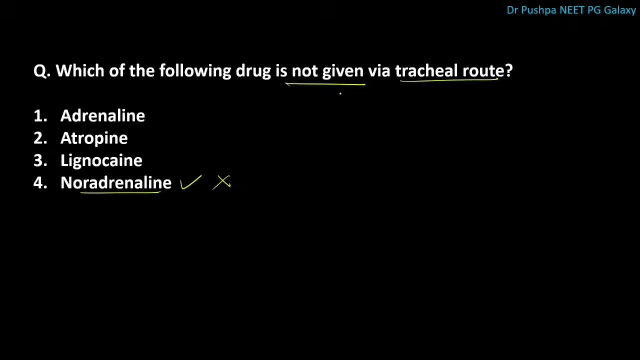 Dr Pushpa NEET PG Galaxy
Q. Which of the following drug is not given via tracheal route?
1. Adrenaline
2. Atropine
3. Lignocaine
4. Noradrenaline